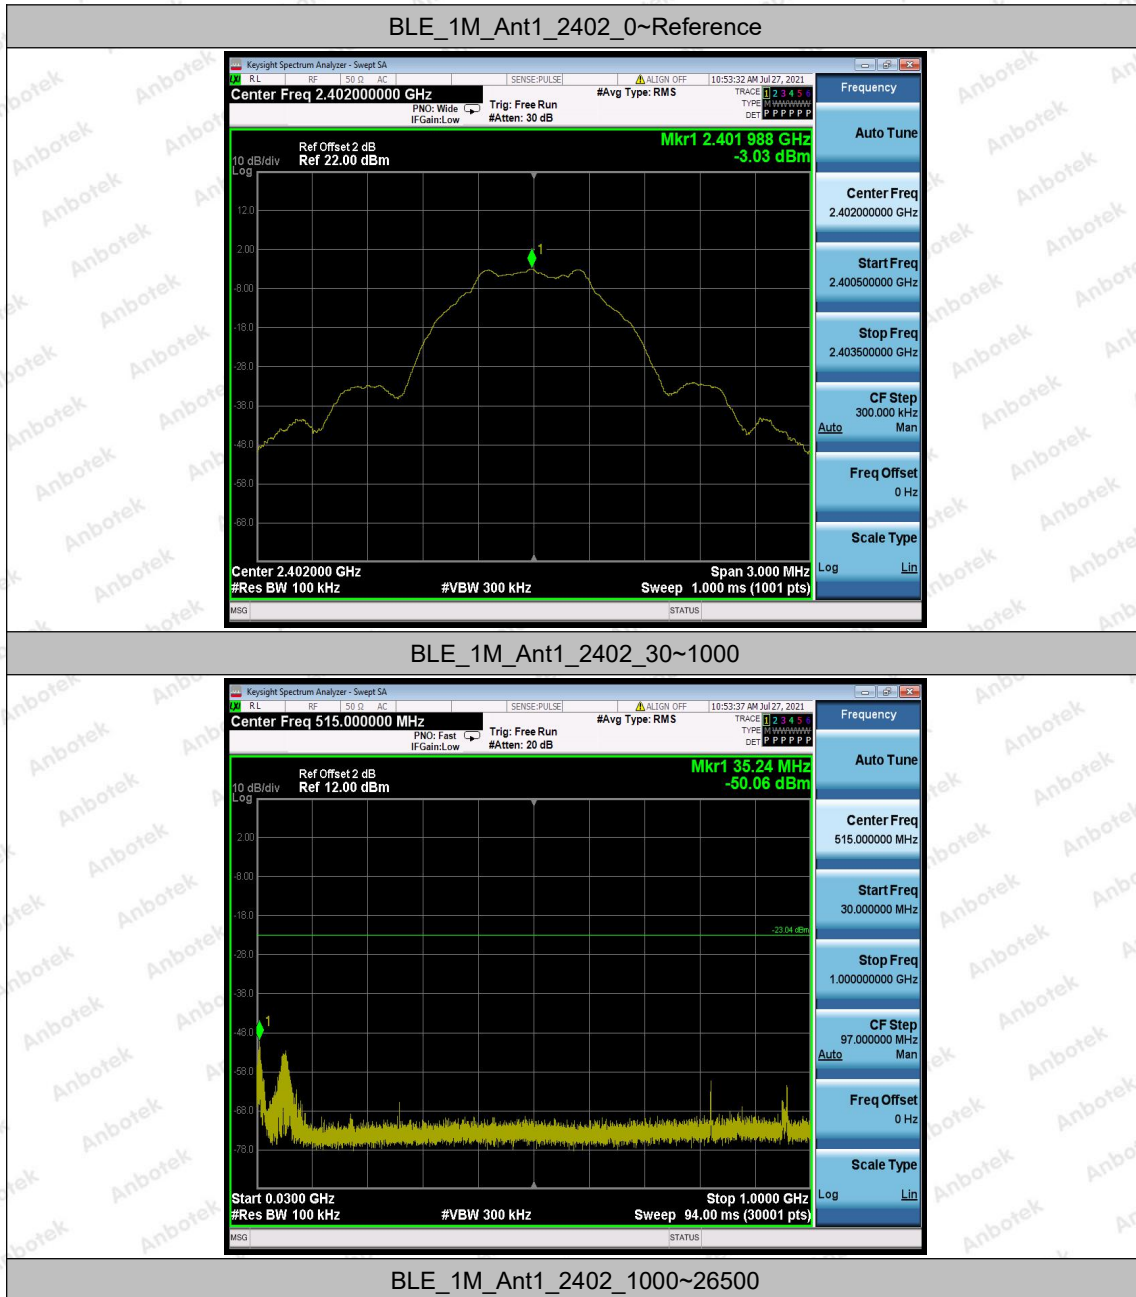 BLE_1M_Ant1_2402_0~Reference
Keysight Spectrum Analyzer - Swept SA
RL RF 50 Ω AC SENSE:PULSE ALIGN OFF 10:53:32 AM Jul 27, 2021
Center Freq 2.402000000 GHz
PNO: Wide
IFGain:Low
Trig: Free Run
#Atten: 30 dB
#Avg Type: RMS
TRACE 1 2 3 4 5 6
TYPE M WWWWW
DET P P P P P P
Mkr1 2.401 988 GHz
-3.03 dBm
Ref Offset 2 dB
10 dB/div Ref 22.00 dBm
Log
12.0
2.00
-8.00
-18.0
-28.0
-38.0
-48.0
-58.0
-68.0
1
Center 2.402000 GHz Span 3.000 MHz
#Res BW 100 kHz #VBW 300 kHz Sweep 1.000 ms (1001 pts)
MSG STATUS
Frequency
Auto Tune
Center Freq
2.402000000 GHz
Start Freq
2.400500000 GHz
Stop Freq
2.403500000 GHz
CF Step
300.000 kHz
Auto Man
Freq Offset
0 Hz
Scale Type
Log Lin
BLE_1M_Ant1_2402_30~1000
Keysight Spectrum Analyzer - Swept SA
RL RF 50 Ω AC SENSE:PULSE ALIGN OFF 10:53:37 AM Jul 27, 2021
Center Freq 515.000000 MHz
PNO: Fast
IFGain:Low
Trig: Free Run
#Atten: 20 dB
#Avg Type: RMS
TRACE 1 2 3 4 5 6
TYPE M WWWWW
DET P P P P P P
Mkr1 35.24 MHz
-50.06 dBm
Ref Offset 2 dB
10 dB/div Ref 12.00 dBm
Log
2.00
-8.00
-18.0
-28.0
-38.0
-48.0
-58.0
-68.0
-78.0
-23.04 dBm
1
Start 0.0300 GHz Stop 1.0000 GHz
#Res BW 100 kHz #VBW 300 kHz Sweep 94.00 ms (30001 pts)
MSG STATUS
Frequency
Auto Tune
Center Freq
515.000000 MHz
Start Freq
30.000000 MHz
Stop Freq
1.000000000 GHz
CF Step
97.000000 MHz
Auto Man
Freq Offset
0 Hz
Scale Type
Log Lin
BLE_1M_Ant1_2402_1000~26500